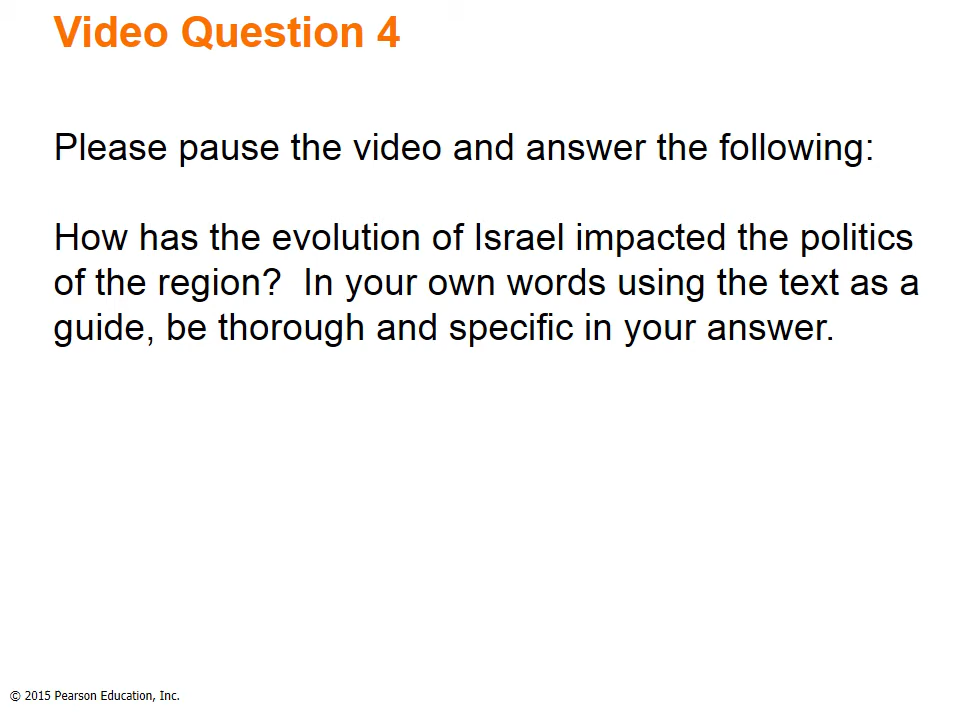 Video Question 4
Please pause the video and answer the following:
How has the evolution of Israel impacted the politics
of the region?  In your own words using the text as a
guide, be thorough and specific in your answer.
© 2015 Pearson Education, Inc.